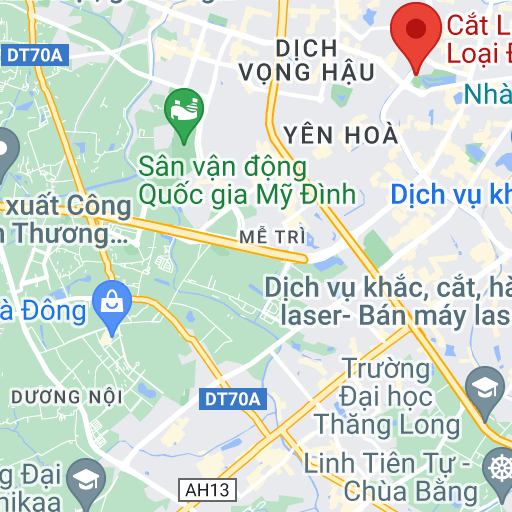 DỊCH
VỌNG HẬU
Cắt L
Loại Đ
DT70A
Nhà
YÊN HOÀ
Sân vận động
Quốc gia Mỹ Đình
Dịch vụ kh
xuất Công
n Thương...
MỄ TRÌ
Dịch vụ khắc, cắt, hà
laser- Bán máy las
à Đông
Trường
Đại học
Thăng Long
DƯƠNG NỘI
DT70A
g Đại
nikaa
AH13
Linh Tiên Tự -
Chùa Bằng